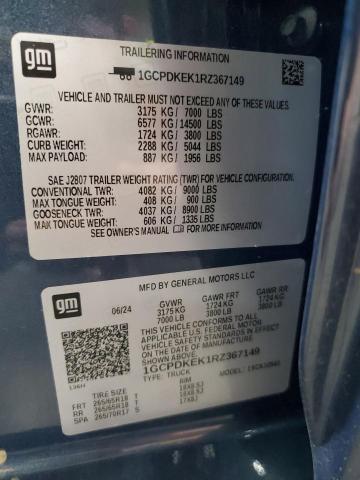 gm
TRAILERING INFORMATION
1GCPDKEK1RZ367149
VEHICLE AND TRAILER MUST NOT EXCEED ANY OF THESE WEIGHTS
GVWR: 3175 KG/ 7000 LBS
GCWR: 6577 KG/ 14500 LBS
RGAWR: 1724 KG/ 3800 LBS
CURB WEIGHT: 2288 KG/ 5044 LBS
MAX PAYLOAD: 887 KG/ 1956 LBS
SAE J2807 TRAILER WEIGHT RATING (TWR) FOR VEHICLE CONFIGURATION.
CONVENTIONAL TWR: 4082 KG/ 9000 LBS
MAX TONGUE WEIGHT: 408 KG/ 900 LBS
GOOSENECK TWR: 4037 KG/ 8900 LBS
MAX TONGUE WEIGHT: 606 KG/ 1335 LBS
SEE OWNER'S MANUAL FOR ADDITIONAL INFORMATION.
gm
MFD BY GENERAL MOTORS LLC
06/24 GVWR GAWR FRT GAWR RR
3175 KG 1724 KG 1724 KG
7000 LB 3800 LB 3800 LB
THIS VEHICLE CONFORMS TO ALL
APPLICABLE U.S. FEDERAL MOTOR
VEHICLE SAFETY STANDARDS IN
EFFECT ON THE DATE OF MANUFACTURE
SHOWN ABOVE.
1GCPDKEK1RZ367149
TYPE: TRUCK MODEL:
TIRE SIZE RIM
FRT 265/65R18 T 18X8.5J
RR 265/65R18 T 18X8.5J
SPA 265/70R17 S 17X8J